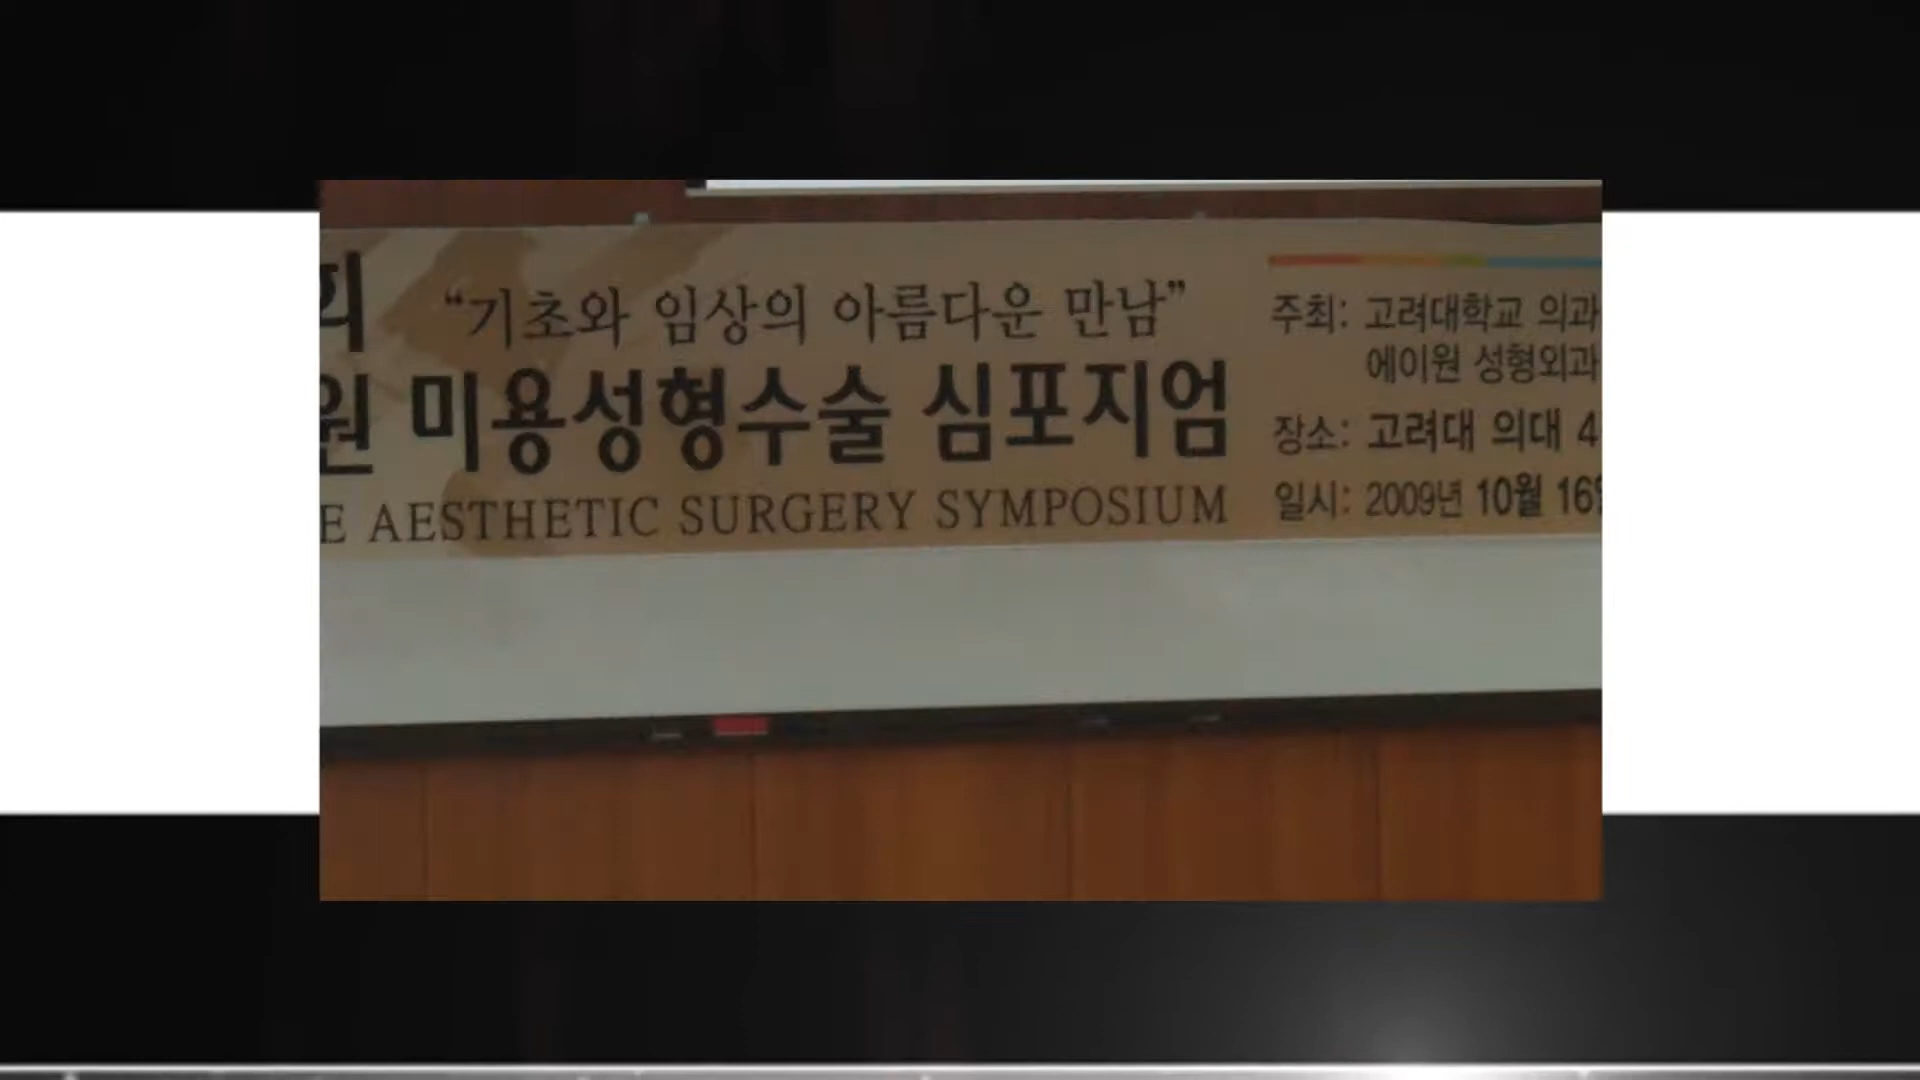 회
"기초와 임상의 아름다운 만남"
원 미용성형수술 심포지엄
E AESTHETIC SURGERY SYMPOSIUM
주최: 고려대학교 의과
에이원 성형외과
장소: 고려대 의대 4
일시: 2009년 10월 16